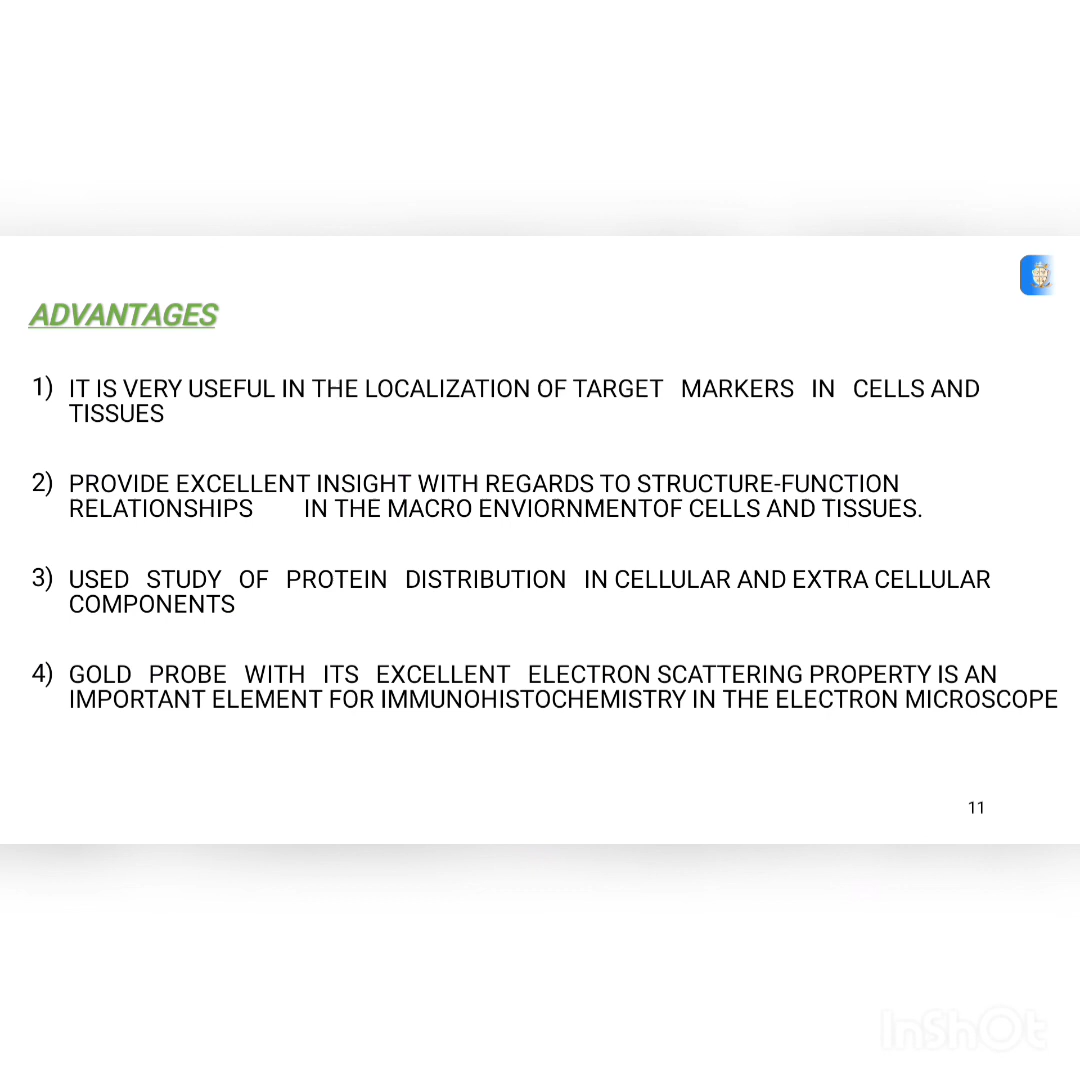 ADVANTAGES
1) IT IS VERY USEFUL IN THE LOCALIZATION OF TARGET MARKERS IN CELLS AND
TISSUES
2) PROVIDE EXCELLENT INSIGHT WITH REGARDS TO STRUCTURE-FUNCTION
RELATIONSHIPS IN THE MACRO ENVIORNMENTOF CELLS AND TISSUES.
3) USED STUDY OF PROTEIN DISTRIBUTION IN CELLULAR AND EXTRA CELLULAR
COMPONENTS
4) GOLD PROBE WITH ITS EXCELLENT ELECTRON SCATTERING PROPERTY IS AN
IMPORTANT ELEMENT FOR IMMUNOHISTOCHEMISTRY IN THE ELECTRON MICROSCOPE
11
InShOt